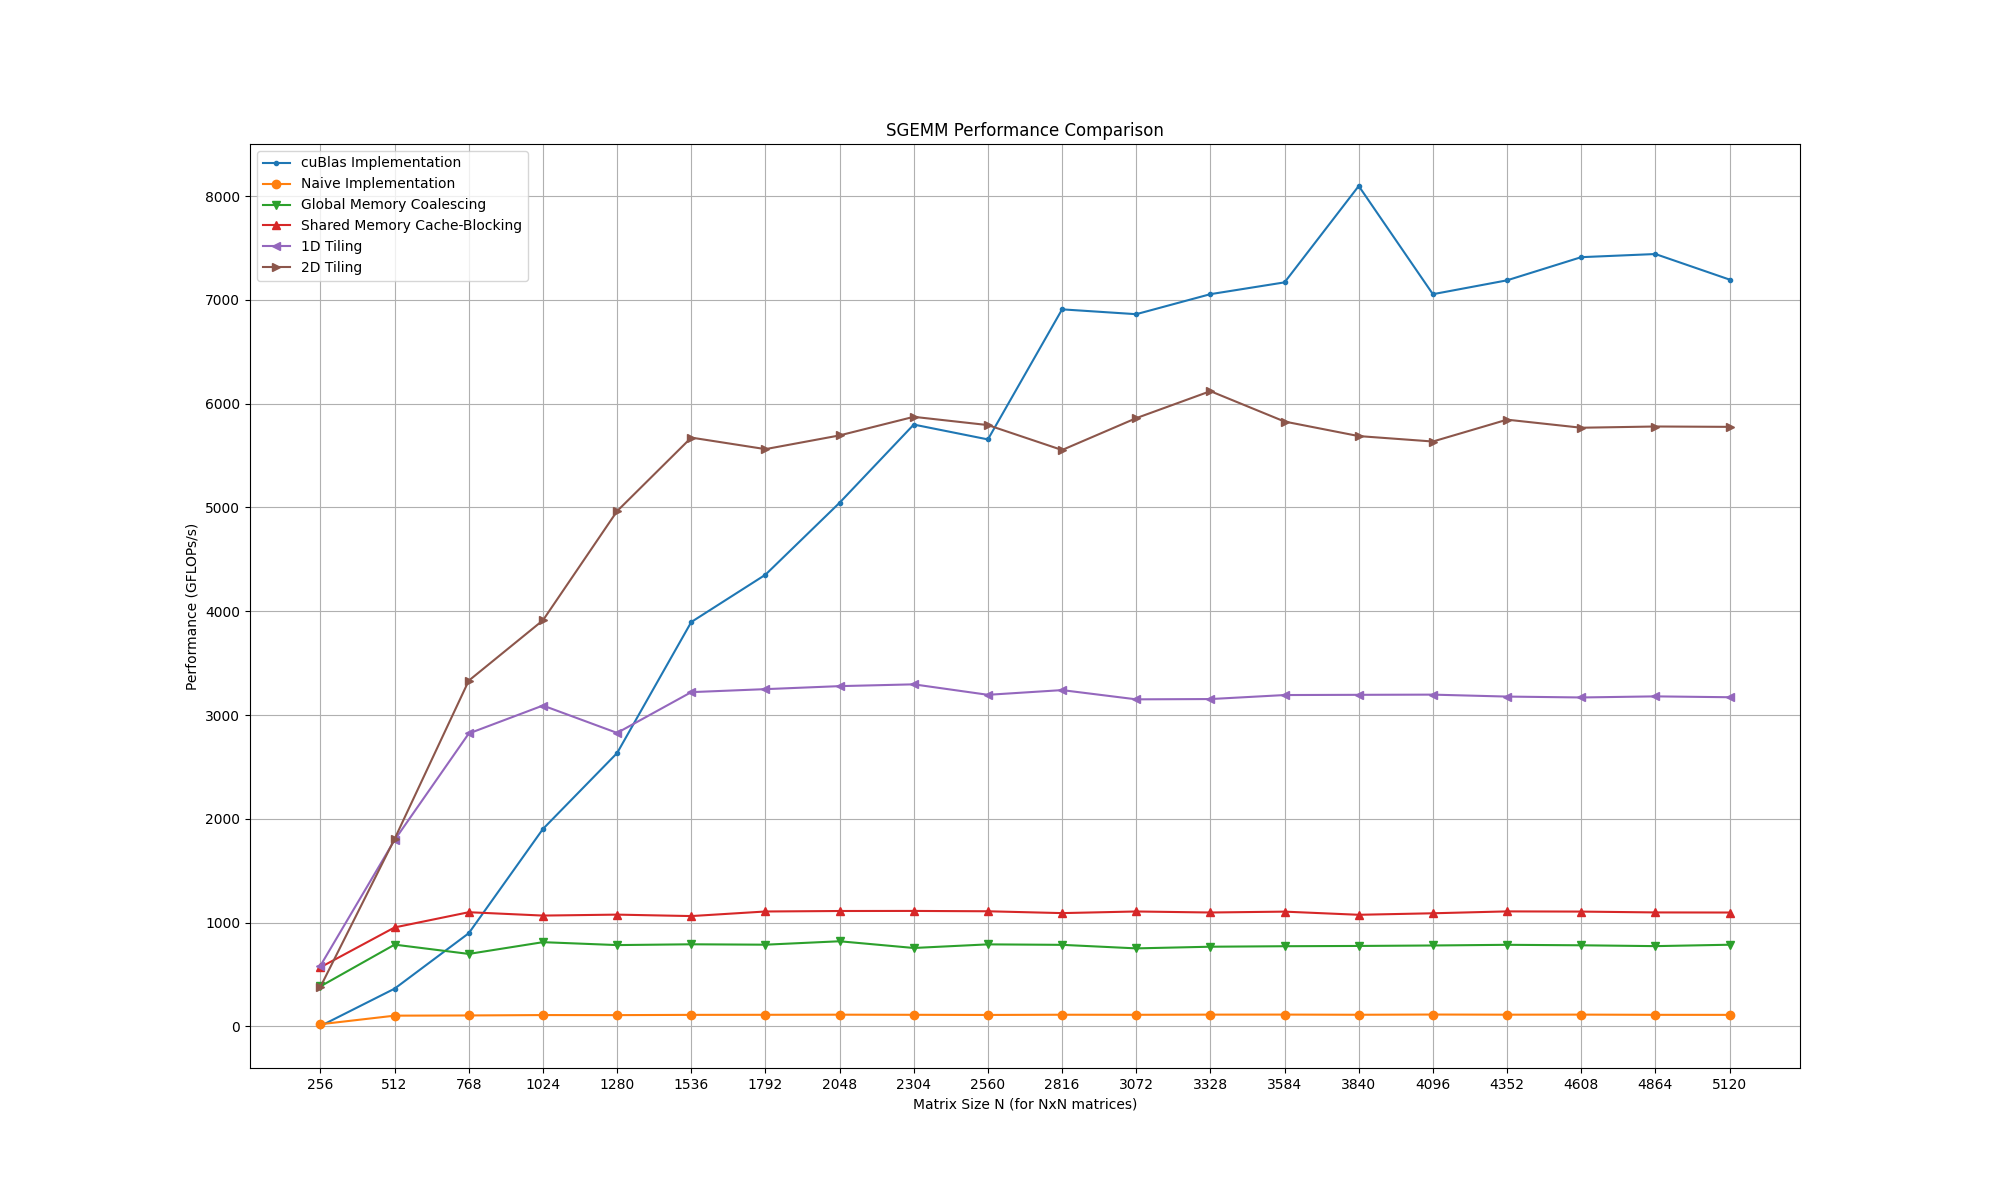 SGEMM Performance Comparison
cuBlas Implementation
Naive Implementation
Global Memory Coalescing
Shared Memory Cache-Blocking
1D Tiling
2D Tiling
8000
7000
6000
5000
4000
3000
2000
1000
0
Performance (GFLOPs/s)
256 512 768 1024 1280 1536 1792 2048 2304 2560 2816 3072 3328 3584 3840 4096 4352 4608 4864 5120
Matrix Size N (for NxN matrices)